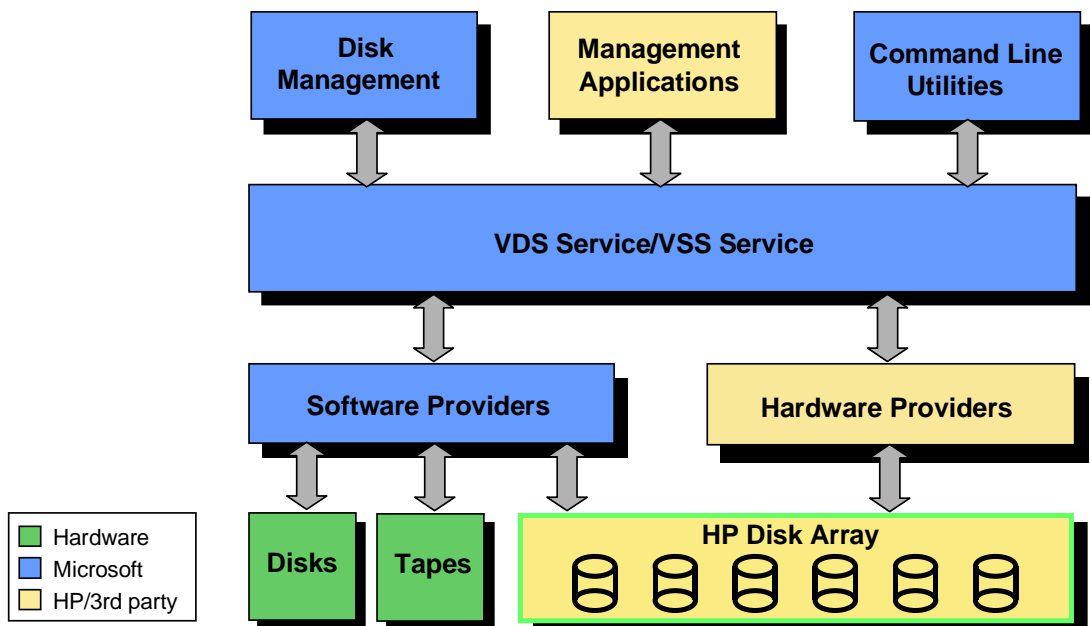 Disk
Management
Management
Applications
Command Line
Utilities
VDS Service/VSS Service
Software Providers
Hardware Providers
Hardware
Microsoft
HP/3rd party
Disks
Tapes
HP Disk Array